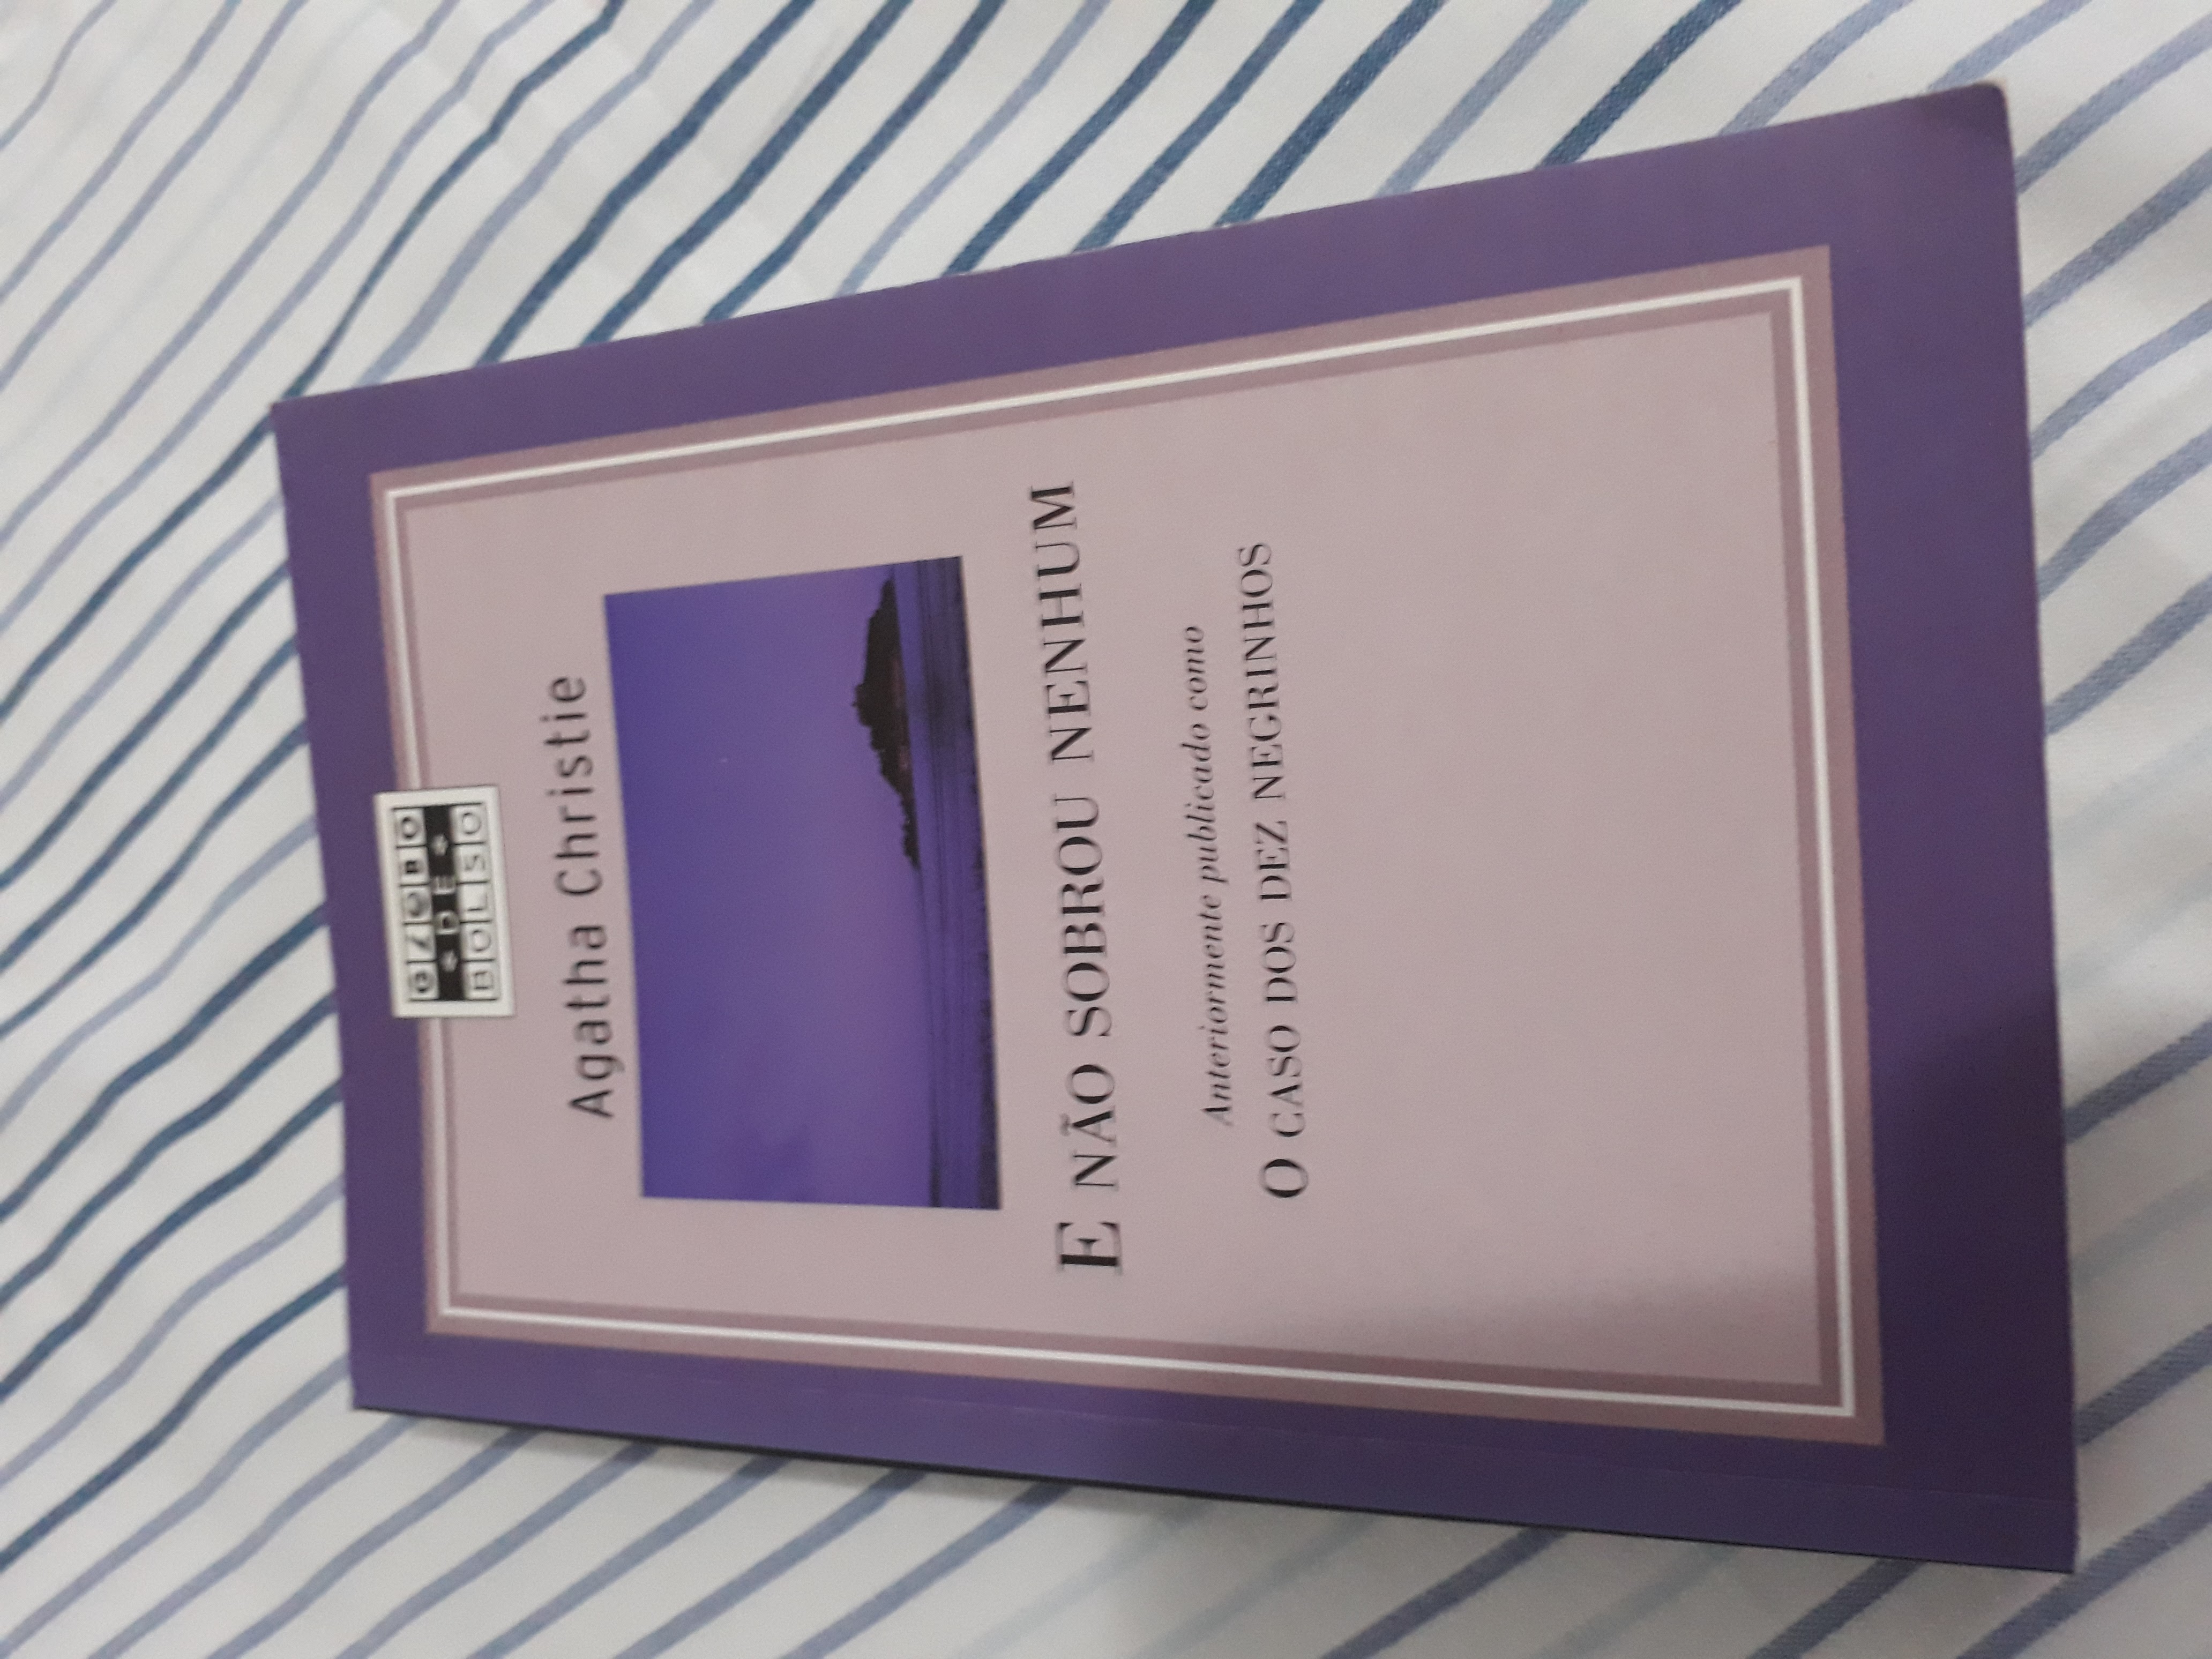 GLOBO
DE
BOLSO
Agatha Christie
E NÃO SOBROU NENHUM
Anteriormente publicado como
O CASO DOS DEZ NEGRINHOS